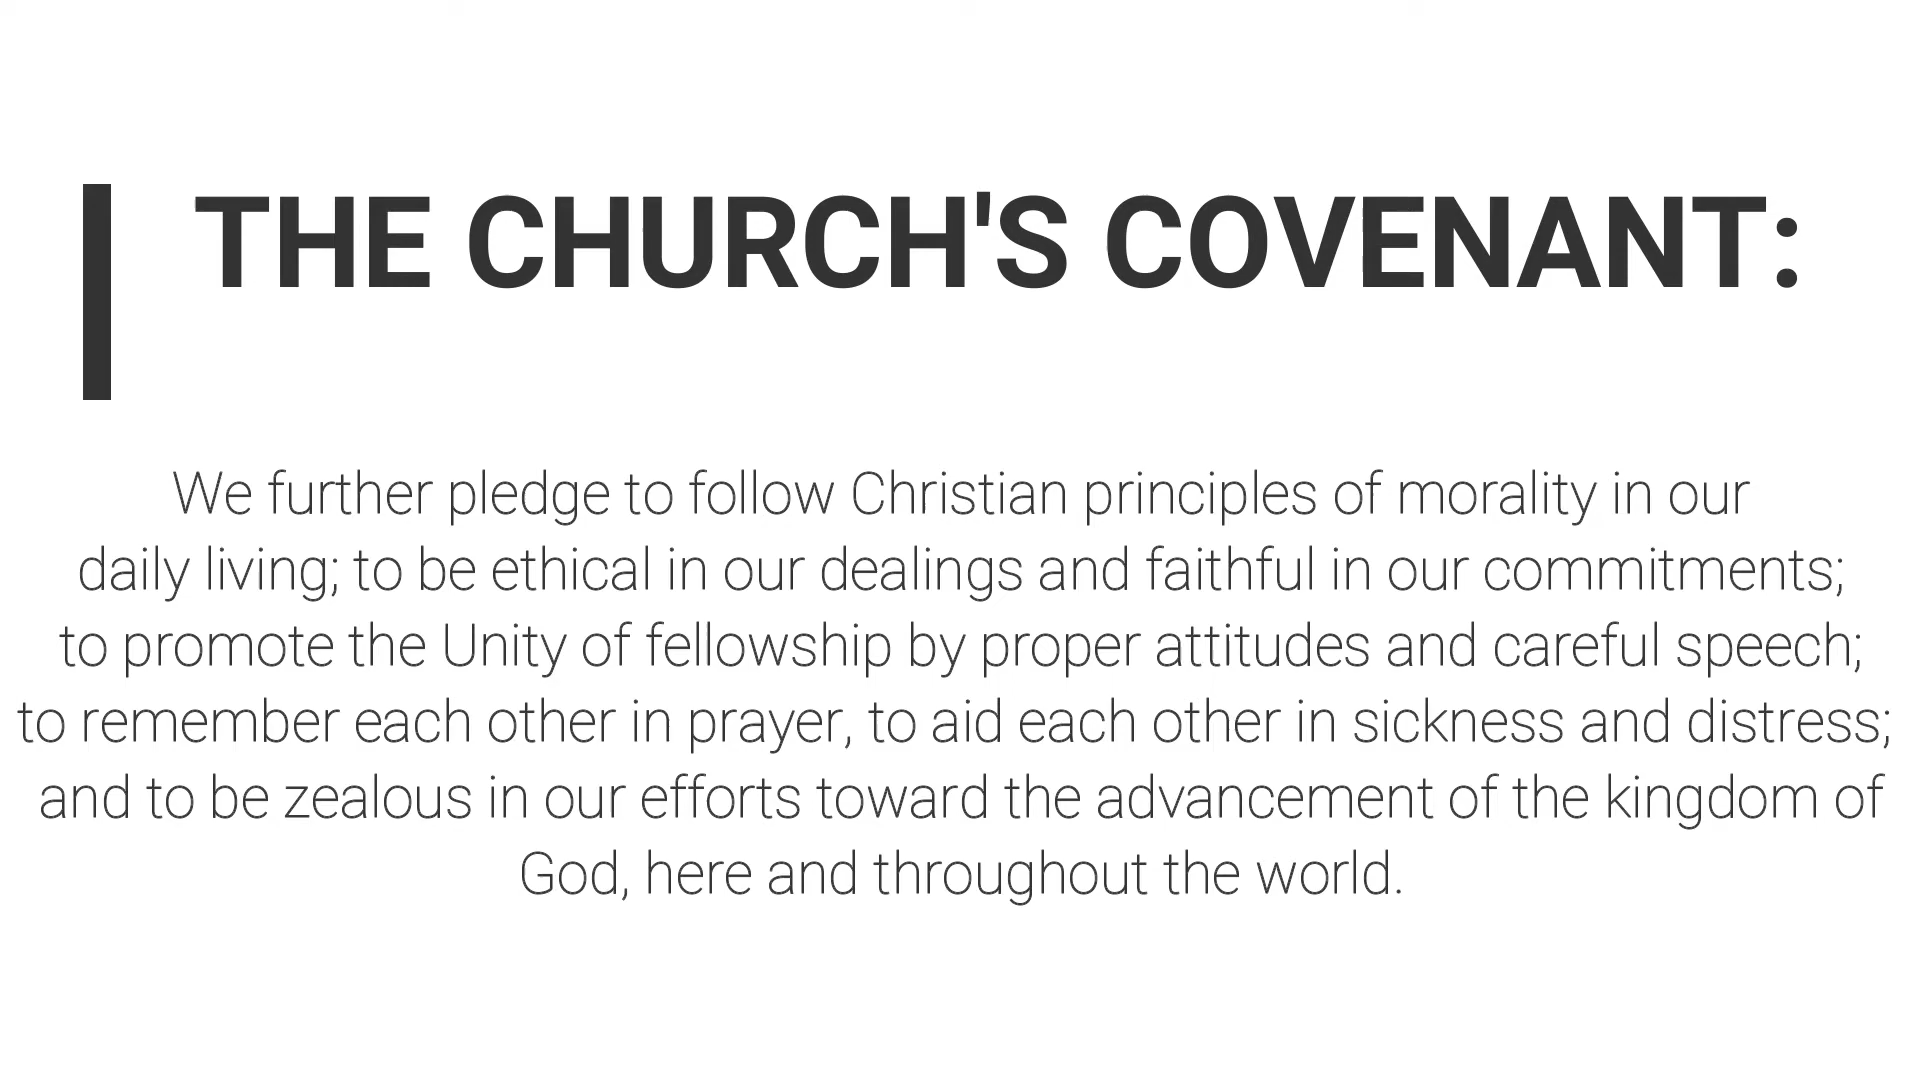 THE CHURCH'S COVENANT:
We further pledge to follow Christian principles of morality in our
daily living; to be ethical in our dealings and faithful in our commitments;
to promote the Unity of fellowship by proper attitudes and careful speech;
to remember each other in prayer, to aid each other in sickness and distress;
and to be zealous in our efforts toward the advancement of the kingdom of
God, here and throughout the world.